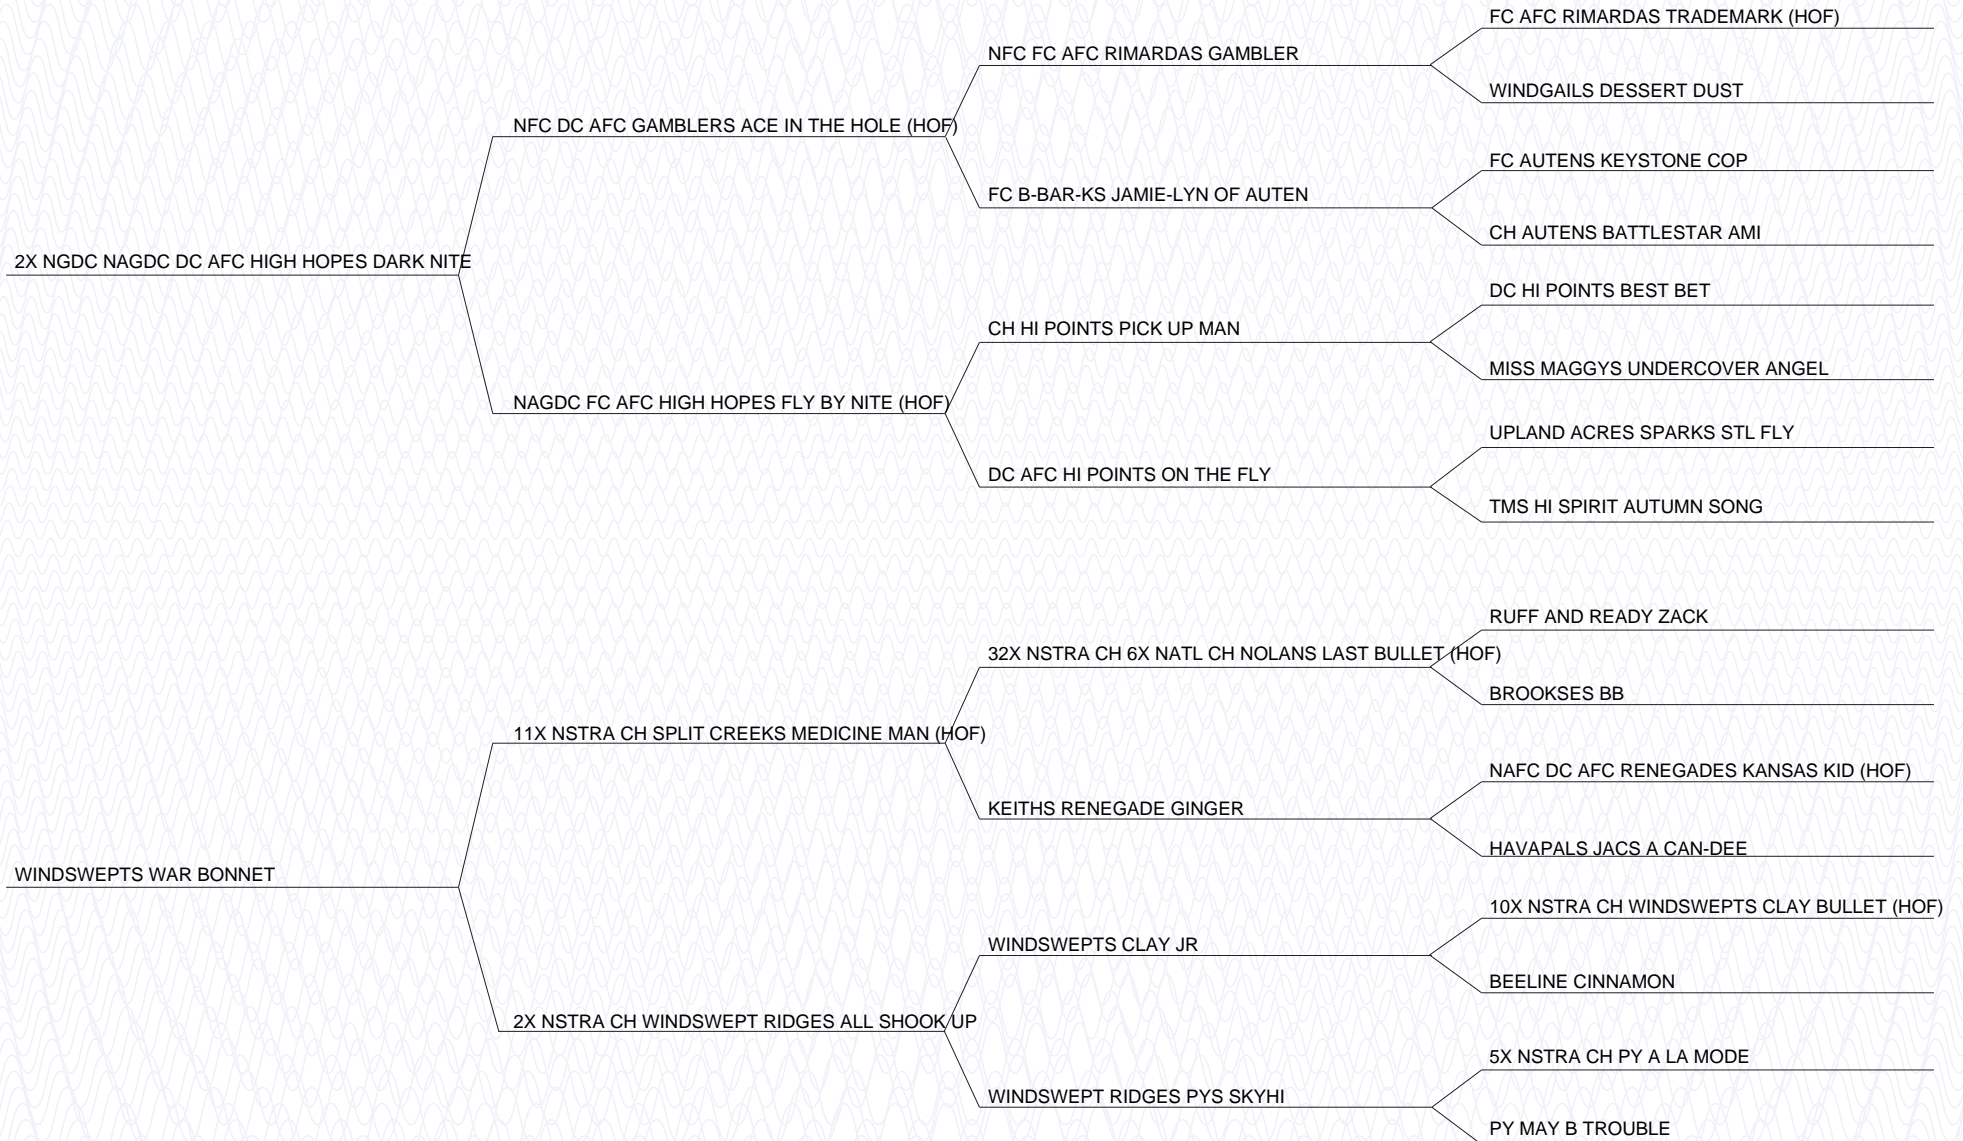 FC AFC RIMARDAS TRADEMARK (HOF)
NFC FC AFC RIMARDAS GAMBLER
WINDGAILS DESSERT DUST
NFC DC AFC GAMBLERS ACE IN THE HOLE (HOF)
FC AUTENS KEYSTONE COP
FC B-BAR-KS JAMIE-LYN OF AUTEN
CH AUTENS BATTLESTAR AMI
2X NGDC NAGDC DC AFC HIGH HOPES DARK NITE
DC HI POINTS BEST BET
CH HI POINTS PICK UP MAN
MISS MAGGYS UNDERCOVER ANGEL
NAGDC FC AFC HIGH HOPES FLY BY NITE (HOF)
UPLAND ACRES SPARKS STL FLY
DC AFC HI POINTS ON THE FLY
TMS HI SPIRIT AUTUMN SONG
RUFF AND READY ZACK
32X NSTRA CH 6X NATL CH NOLANS LAST BULLET (HOF)
BROOKSES BB
11X NSTRA CH SPLIT CREEKS MEDICINE MAN (HOF)
NAFC DC AFC RENEGADES KANSAS KID (HOF)
KEITHS RENEGADE GINGER
HAVAPALS JACS A CAN-DEE
WINDSWEPTS WAR BONNET
10X NSTRA CH WINDSWEPTS CLAY BULLET (HOF)
WINDSWEPTS CLAY JR
BEELINE CINNAMON
2X NSTRA CH WINDSWEPT RIDGES ALL SHOOK UP
5X NSTRA CH PY A LA MODE
WINDSWEPT RIDGES PYS SKYHI
PY MAY B TROUBLE